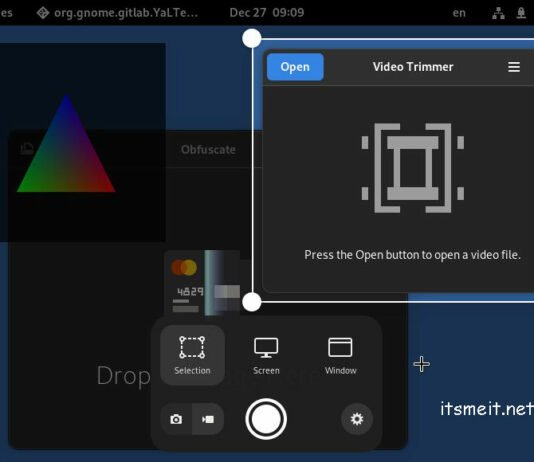 es org.gnome.gitlab.YaLTe... Dec 27 09:09 en
Open Video Trimmer
Obfuscate
Press the Open button to open a video file.
4829
Selection Screen Window
Drop
itsmeit.net